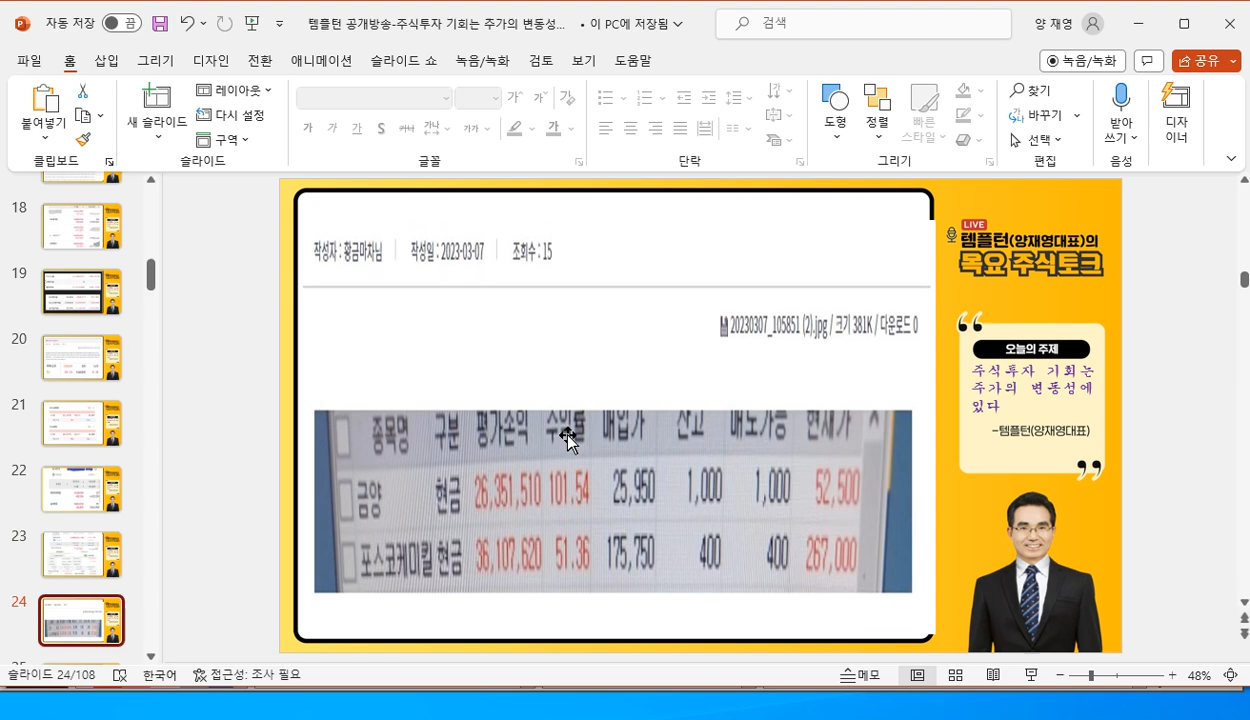 자동 저장 끔 템플턴 공개방송-주식투자 기회는 주가의 변동성... • 이 PC에 저장됨 검색 양 재영
파일 홈 삽입 그리기 디자인 전환 애니메이션 슬라이드 쇼 녹음/녹화 검토 보기 도움말 녹음/녹화 공유
붙여넣기 새 슬라이드 레이아웃 다시 설정 구역
도형 정렬 빠른 스타일
찾기 바꾸기 선택
받아쓰기 디자이너
클립보드 슬라이드 글꼴 단락 그리기 편집 음성
18
19
20
21
22
23
24
작성자 : 황금마차님 작성일 : 2023-03-07 조회수 : 15
20230307_105851 (2).jpg / 크기 381K / 다운로드 0
종목명 구분 평가손익 수익률 매입가 잔고 매도가능 현재가
금양 현금 26,351,510 101.54 25,950 1,000 1,000 52,500
포스코케미칼 현금 36,107,620 51.36 175,750 400 400 267,000
LIVE
템플턴(양재영대표)의
목요 주식토크
오늘의 주제
주식투자 기회는
주가의 변동성에
있다
-템플턴(양재영대표)
슬라이드 24/108 한국어 접근성: 조사 필요 메모 48%